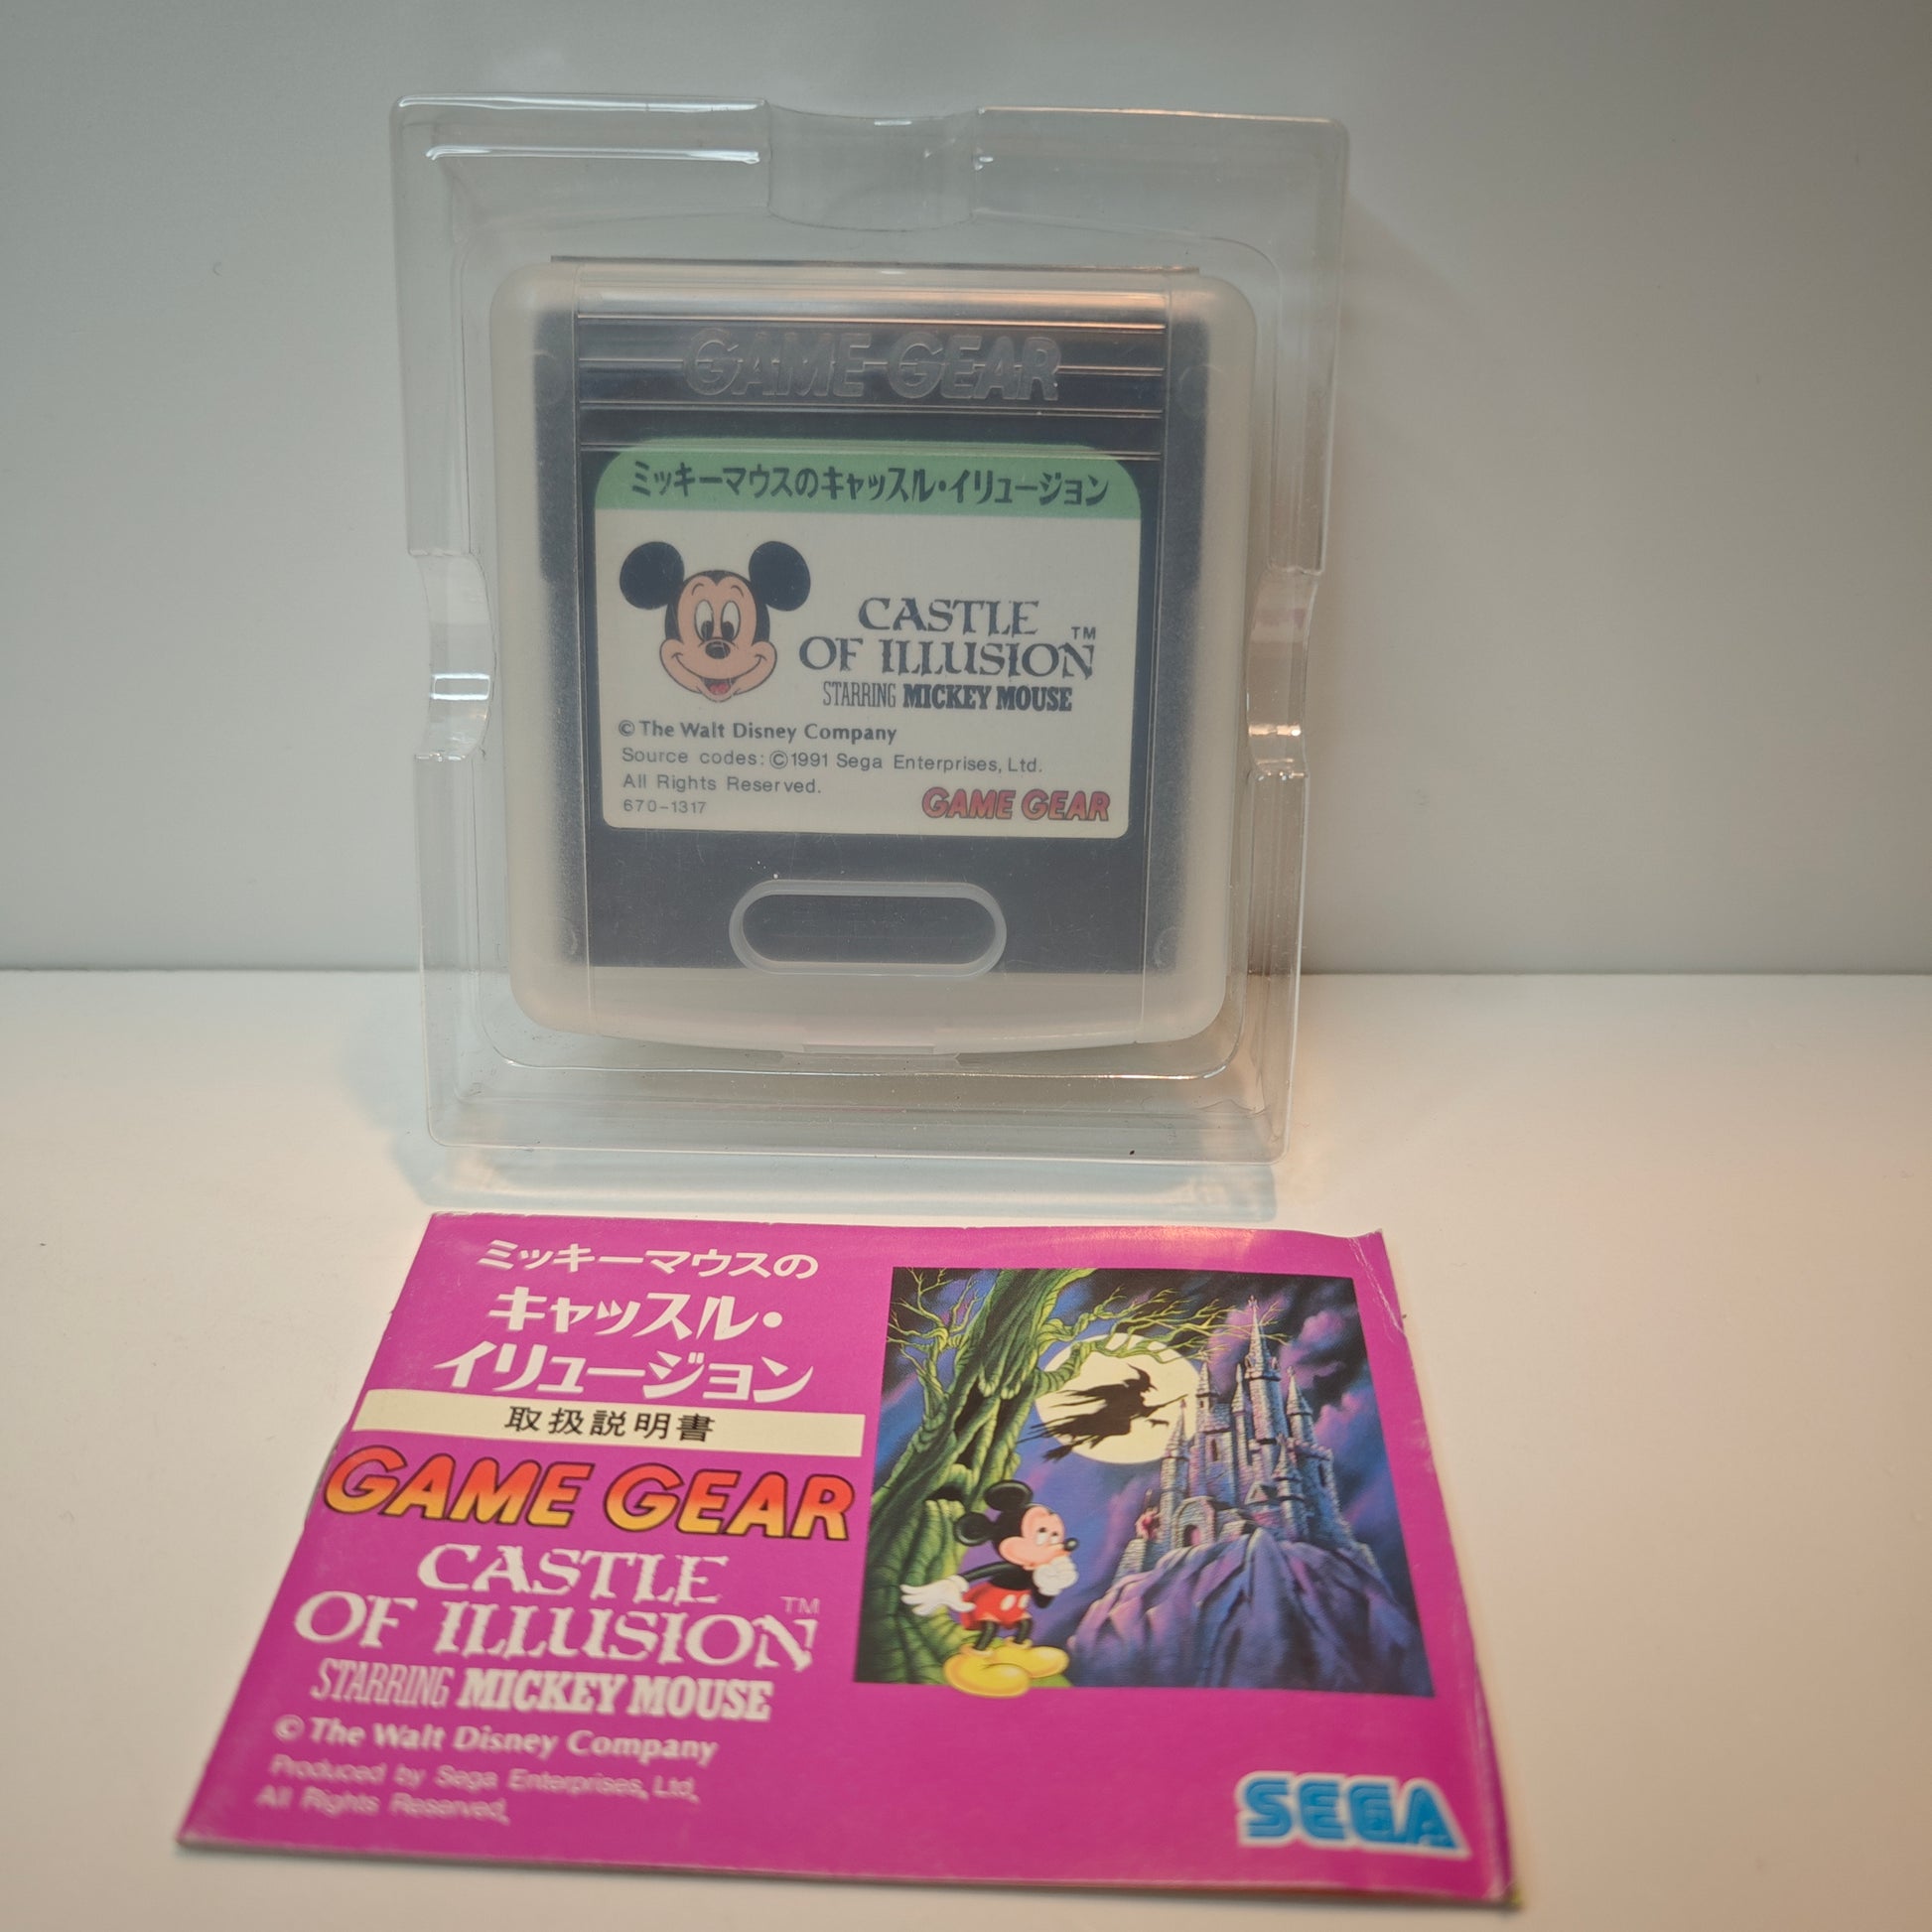 GAME GEAR
ミッキーマウスのキャッスル・イリュージョン
CASTLE
OF ILLUSION™
STARRING MICKEY MOUSE
© The Walt Disney Company
Source codes: ©1991 Sega Enterprises, Ltd.
All Rights Reserved.
670-1317
GAME GEAR
ミッキーマウスの
キャッスル・
イリュージョン
取扱説明書
GAME GEAR
CASTLE
OF ILLUSION™
STARRING MICKEY MOUSE
© The Walt Disney Company
Produced by Sega Enterprises, Ltd.
All Rights Reserved.
SEGA